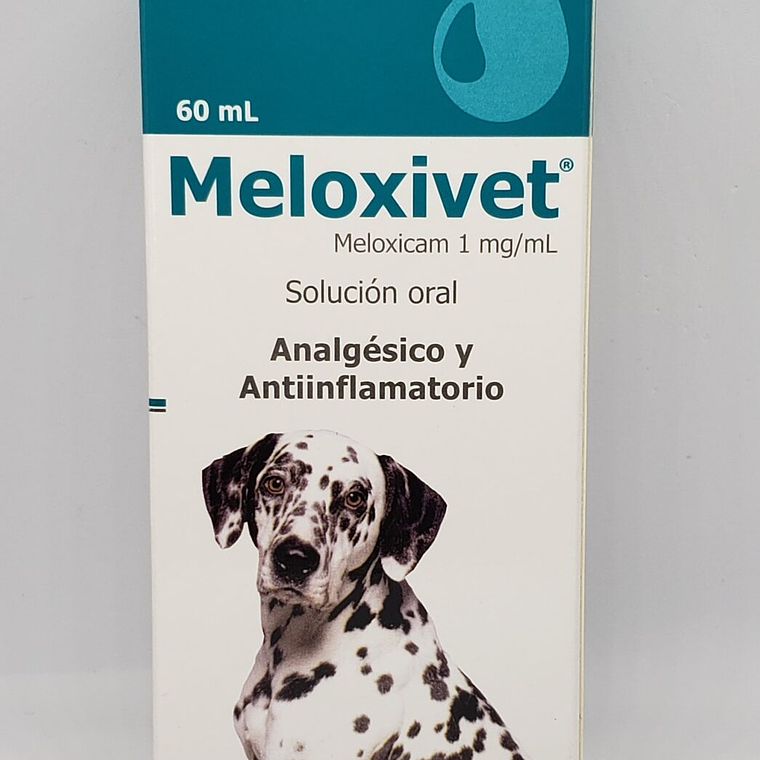 60 mL
Meloxivet®
Meloxicam 1 mg/mL
Solución oral
Analgésico y
Antiinflamatorio